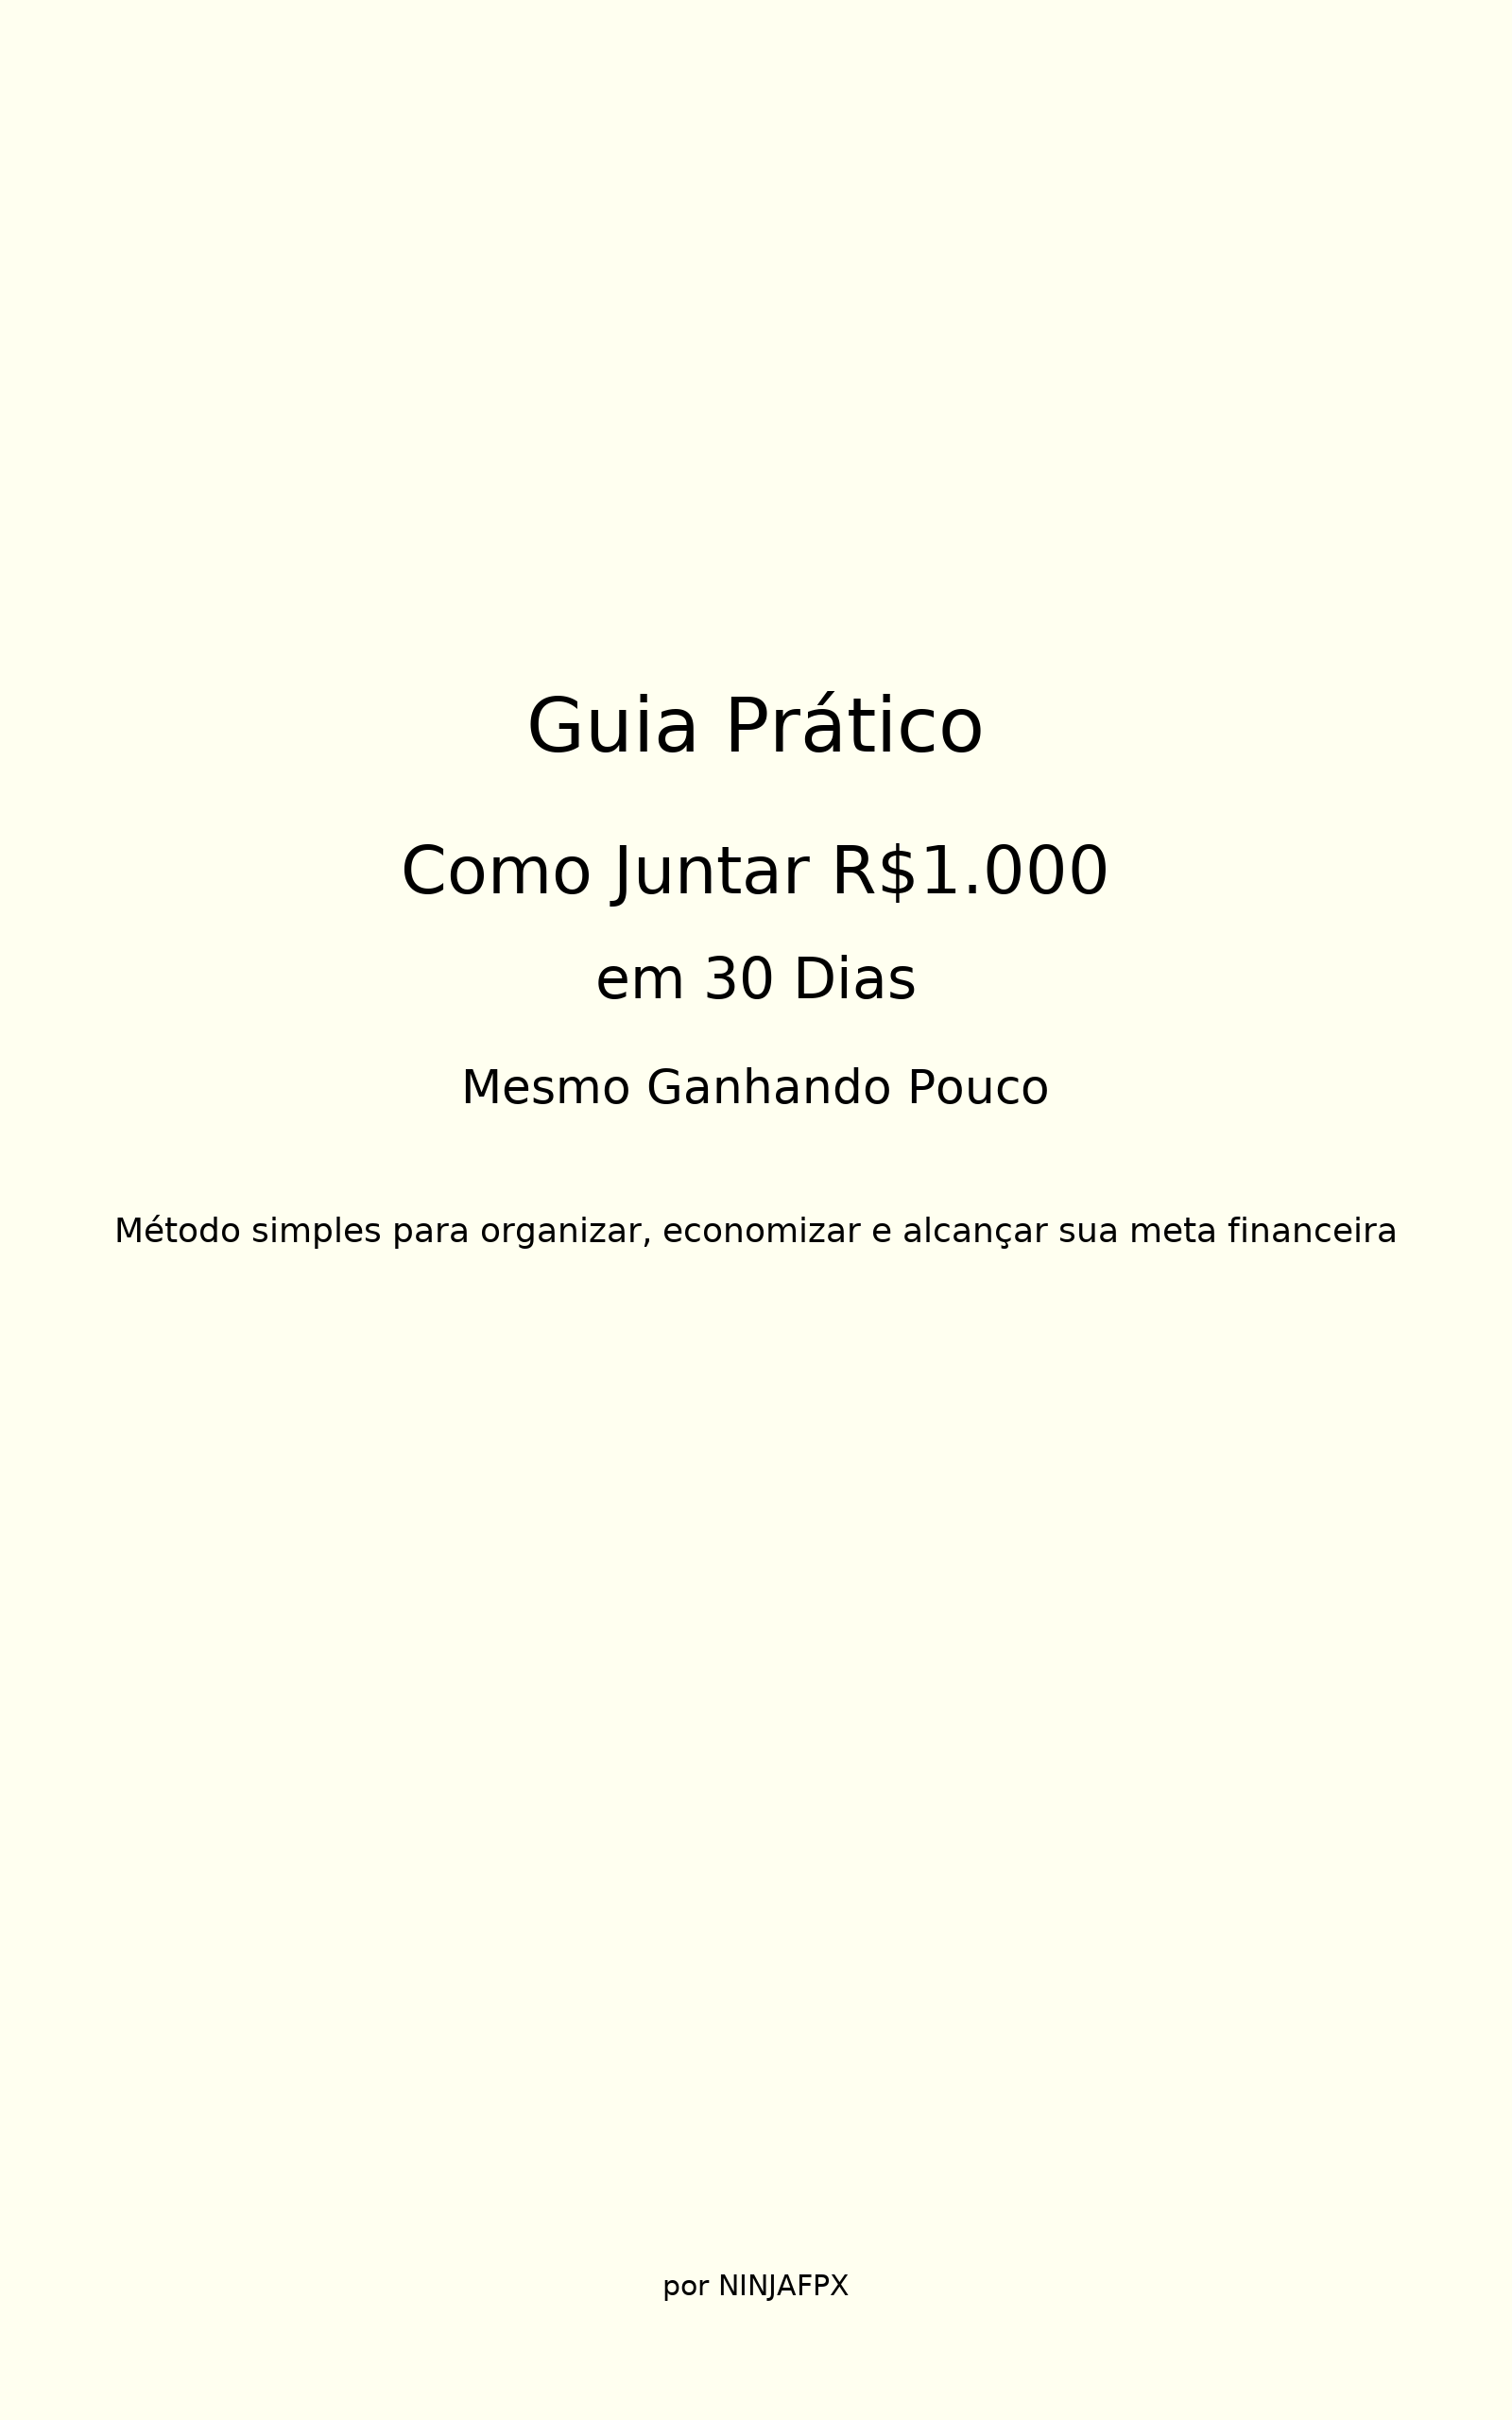 Guia Prático
Como Juntar R$1.000
em 30 Dias
Mesmo Ganhando Pouco
Método simples para organizar, economizar e alcançar sua meta financeira
por NINJAFPX